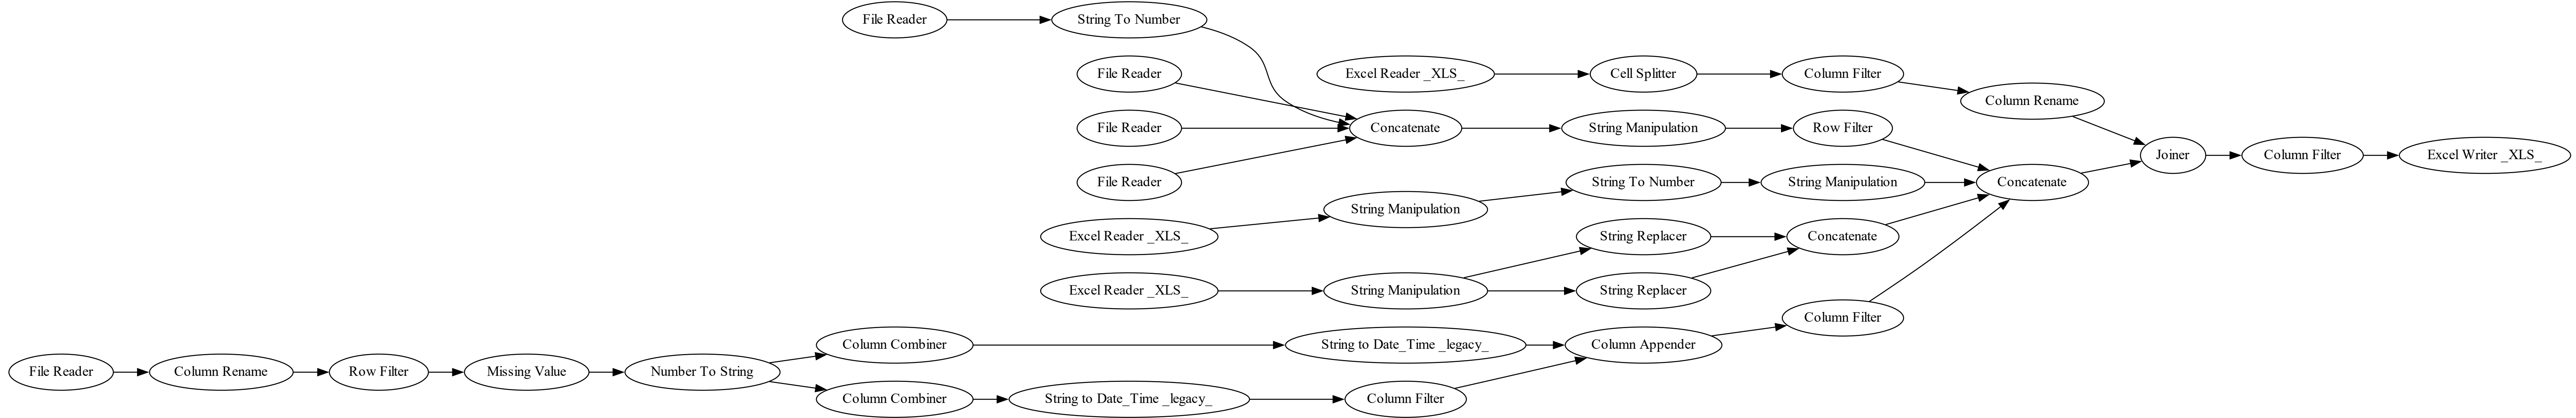 File Reader
String To Number
File Reader
Excel Reader _XLS_
Cell Splitter
Column Filter
Column Rename
File Reader
Concatenate
String Manipulation
Row Filter
Joiner
Column Filter
Excel Writer _XLS_
File Reader
String To Number
String Manipulation
Concatenate
String Manipulation
Excel Reader _XLS_
String Replacer
Concatenate
Excel Reader _XLS_
String Manipulation
String Replacer
Column Filter
Column Combiner
String to Date_Time _legacy_
Column Appender
File Reader
Column Rename
Row Filter
Missing Value
Number To String
Column Combiner
String to Date_Time _legacy_
Column Filter